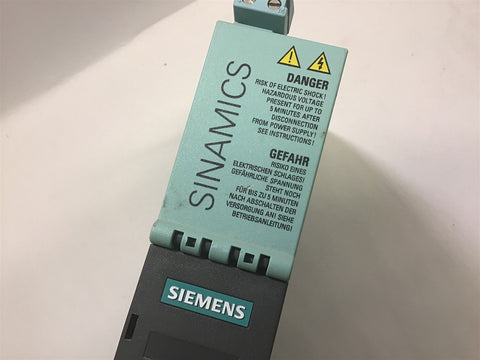 SINAMICS
DANGER
RISK OF ELECTRIC SHOCK!
HAZARDOUS VOLTAGE
PRESENT FOR UP TO
5 MINUTES AFTER
DISCONNECTION
FROM POWER SUPPLY!
SEE INSTRUCTIONS!
GEFAHR
RISIKO EINES
ELEKTRISCHEN SCHLAGES!
GEFÄHRLICHE SPANNUNG
STEHT NOCH
FÜR BIS ZU 5 MINUTEN
NACH ABSCHALTEN DER
VERSORGUNG AN! SIEHE
BETRIEBSANLEITUNG!
SIEMENS